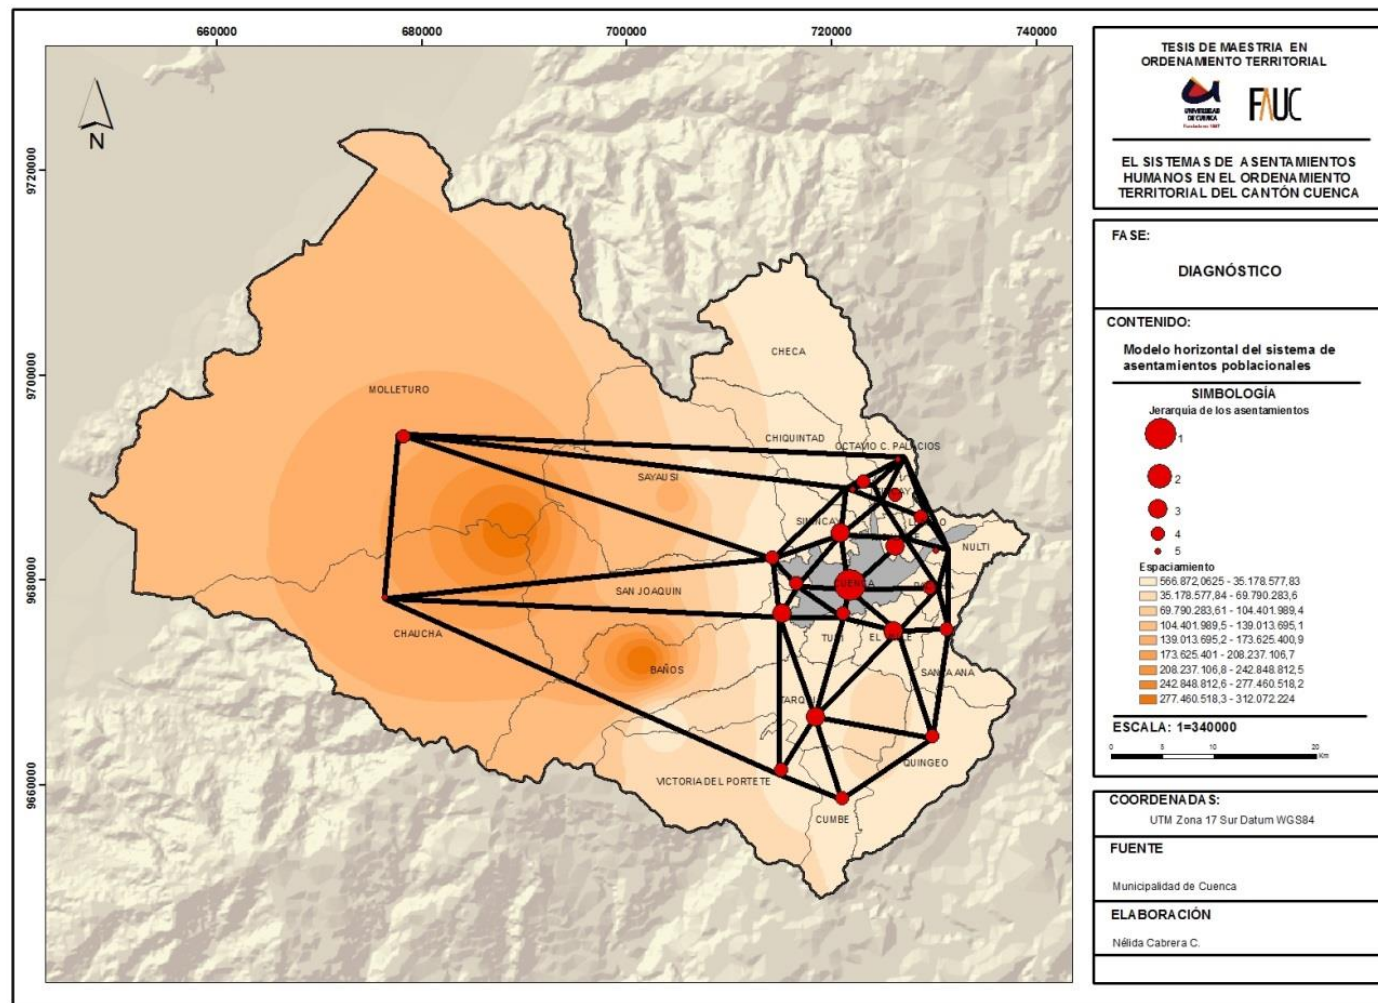 660000
680000
700000
720000
740000
N
9720000
9700000
9680000
9660000
CHECA
MOLLETURO
CHIQUINTAD
OCTAVIO C. PALACIOS
SAYAUSI
NULTI
CUENCA
SAN JOAQUIN
CHAUCHA
BAÑOS
SANTA ANA
QUINGEO
VICTORIA DEL PORTETE
CUMBE
TESIS DE MAESTRIA EN
ORDENAMIENTO TERRITORIAL
UNIVERSIDAD
DE CUENCA
FAUC
EL SISTEMAS DE ASENTAMIENTOS
HUMANOS EN EL ORDENAMIENTO
TERRITORIAL DEL CANTÓN CUENCA
FASE:
DIAGNÓSTICO
CONTENIDO:
Modelo horizontal del sistema de
asentamientos poblacionales
SIMBOLOGÍA
Jerarquía de los asentamientos
1
2
3
4
5
Espaciamiento
566.872,0625 - 35.178.577,83
35.178.577,84 - 69.790.283,6
69.790.283,61 - 104.401.989,4
104.401.989,5 - 139.013.695,1
139.013.695,2 - 173.625.400,9
173.625.401 - 208.237.106,7
208.237.106,8 - 242.848.812,5
242.848.812,6 - 277.460.518,2
277.460.518,3 - 312.072.224
ESCALA: 1=340000
0 5 10 20
Km
COORDENADAS:
UTM Zona 17 Sur Datum WGS84
FUENTE
Municipalidad de Cuenca
ELABORACIÓN
Nélida Cabrera C.